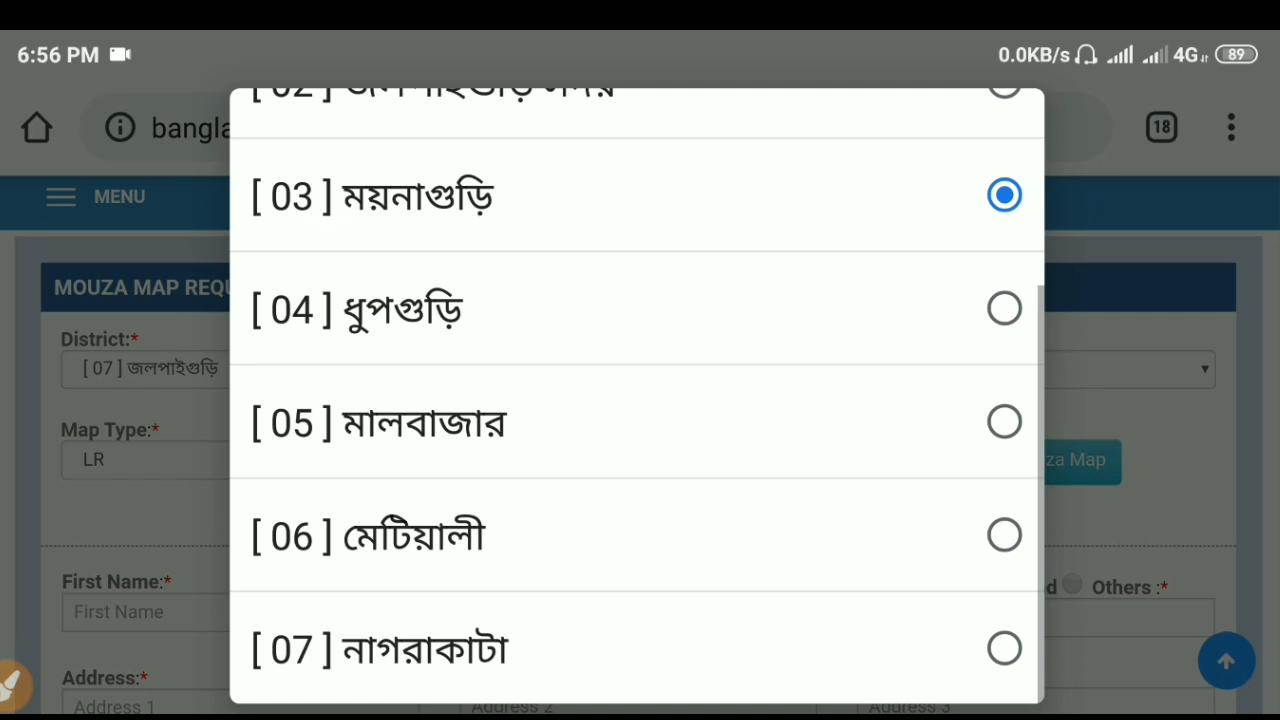 6:56 PM
0.0KB/s 4G 89
bangla
18
MENU
[ 03 ] ময়নাগুড়ি
[ 04 ] ধুপগুড়ি
[ 05 ] মালবাজার
[ 06 ] মেটিয়ালী
[ 07 ] নাগরাকাটা
MOUZA MAP REQU
District:*
[ 07 ] জলপাইগুড়ি
Map Type:*
LR
za Map
First Name:*
First Name
d Others :*
Address:*
Address 1
Address 2
Address 3